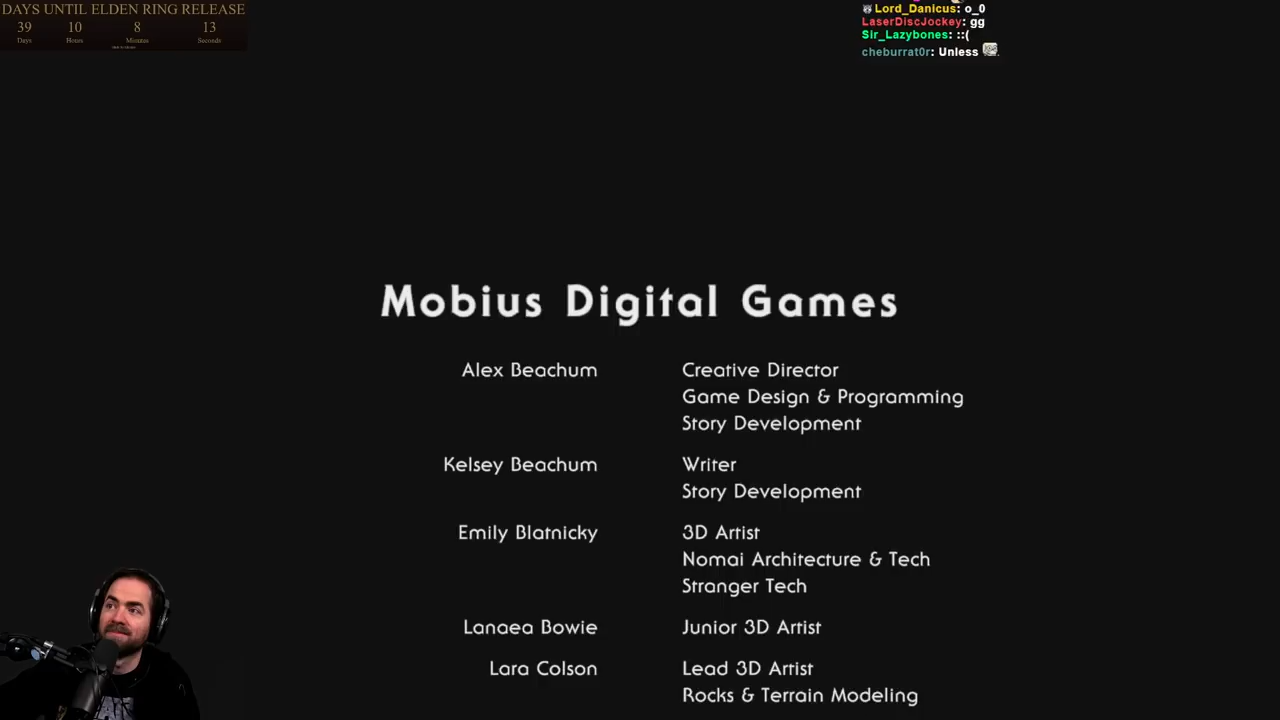 DAYS UNTIL ELDEN RING RELEASE
39 10 8 13
Days Hours Minutes Seconds
Lord_Danicus: o_0
LaserDiscJockey: gg
Sir_Lazybones: ::(
cheburrat0r: Unless
Mobius Digital Games
Alex Beachum Creative Director
Game Design & Programming
Story Development
Kelsey Beachum Writer
Story Development
Emily Blatnicky 3D Artist
Nomai Architecture & Tech
Stranger Tech
Lanaea Bowie Junior 3D Artist
Lara Colson Lead 3D Artist
Rocks & Terrain Modeling